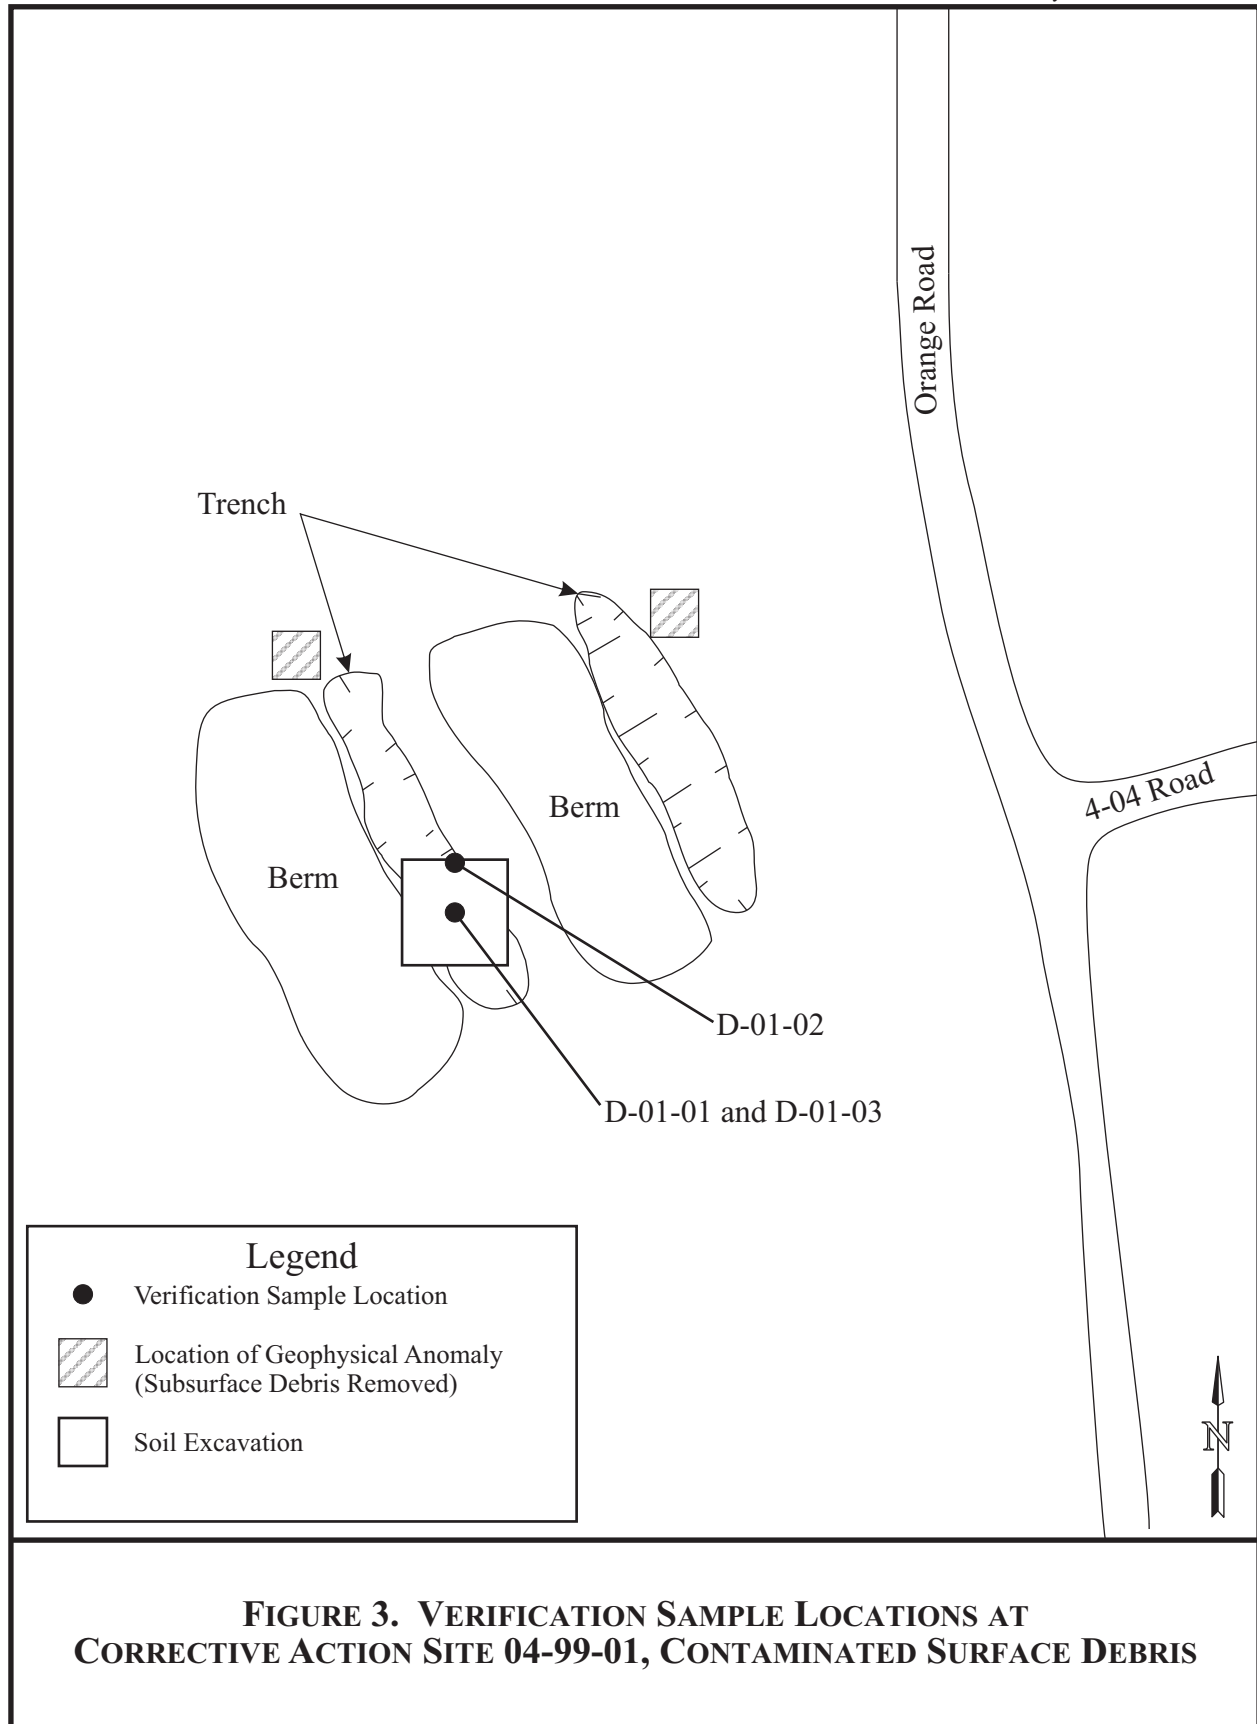 Orange Road
Trench
4-04 Road
Berm
Berm
D-01-02
D-01-01 and D-01-03
Legend
Verification Sample Location
Location of Geophysical Anomaly
(Subsurface Debris Removed)
Soil Excavation
N
FIGURE 3. VERIFICATION SAMPLE LOCATIONS AT
CORRECTIVE ACTION SITE 04-99-01, CONTAMINATED SURFACE DEBRIS